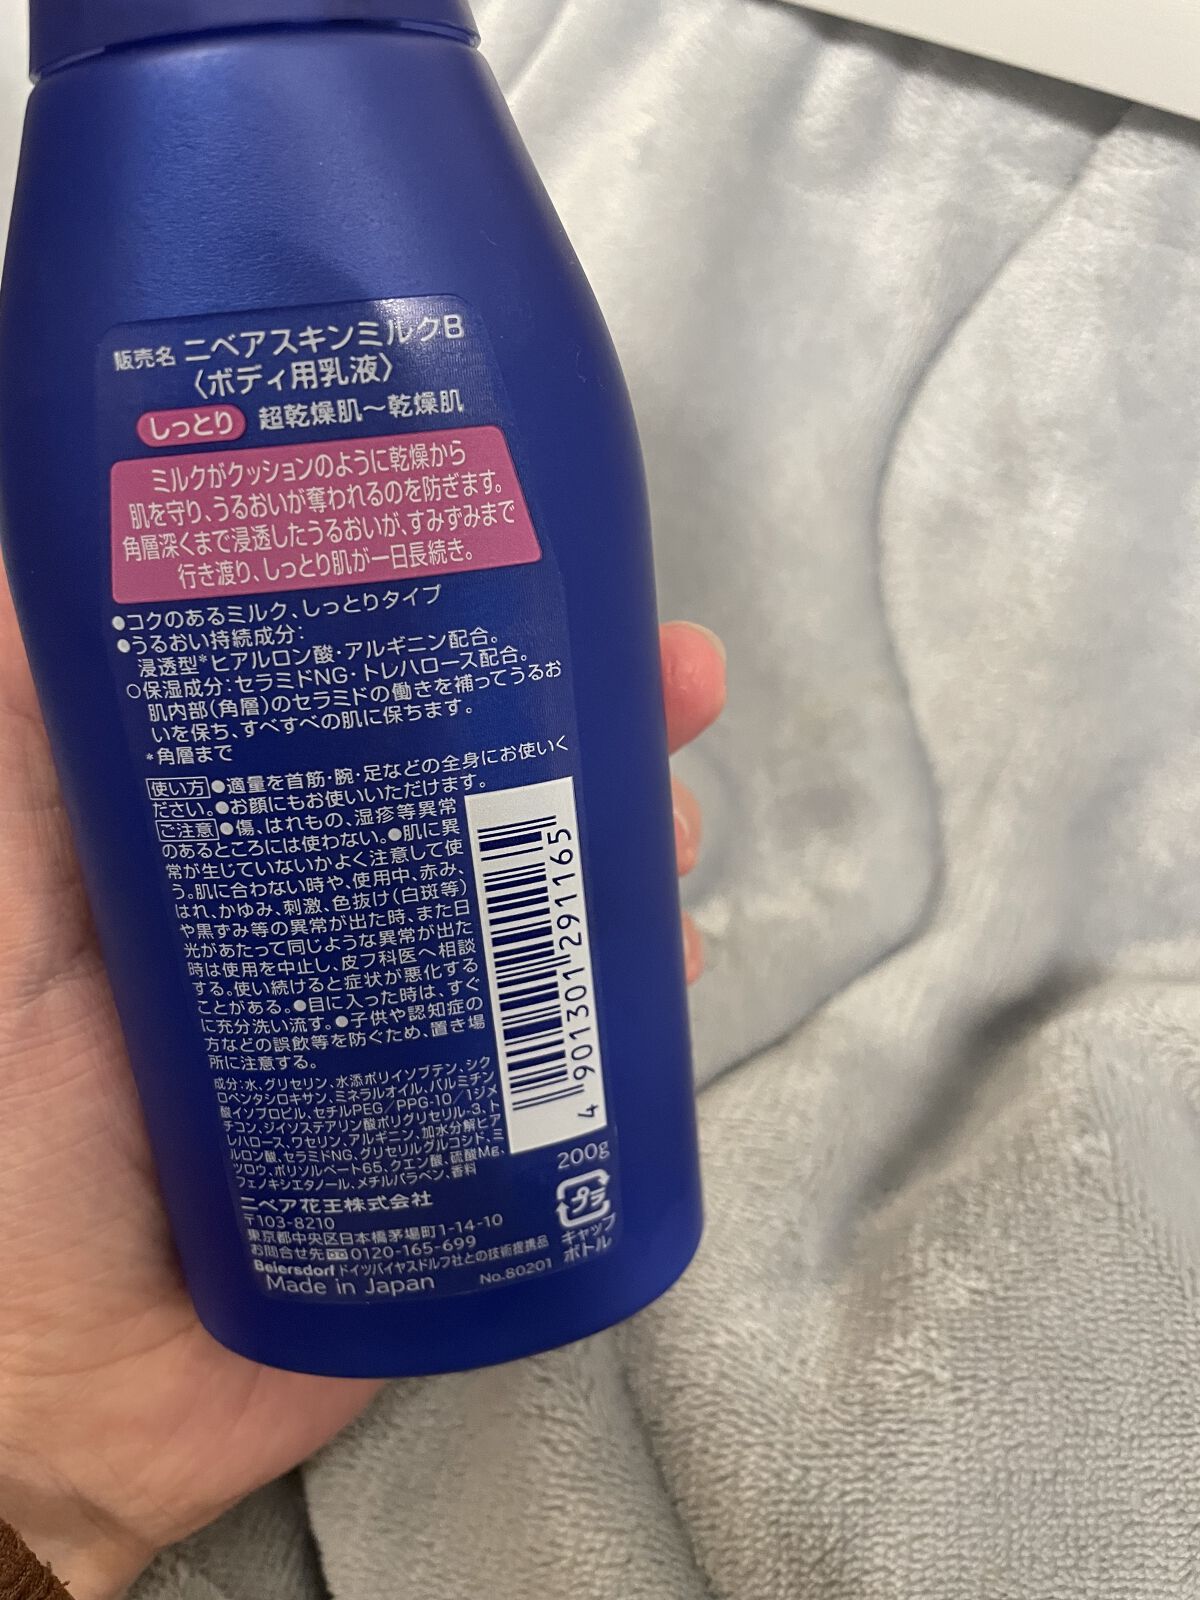 販売名 ニベアスキンミルクB
〈ボディ用乳液〉
しっとり 超乾燥肌～乾燥肌
ミルクがクッションのように乾燥から
肌を守り、うるおいが奪われるのを防ぎます。
角層深くまで浸透したうるおいが、すみずみまで
行き渡り、しっとり肌が一日長続き。
●コクのあるミルク、しっとりタイプ
●うるおい持続成分：
浸透型*ヒアルロン酸・アルギニン配合。
○保湿成分：セラミドNG・トレハロース配合。
肌内部(角層)のセラミドの働きを補ってうるお
いを保ち、すべすべの肌に保ちます。
*角層まで
使い方 ●適量を首筋・腕・足などの全身にお使いく
ださい。●お顔にもお使いいただけます。
ご注意 ●傷、はれもの、湿疹等異常
のあるところには使わない。●肌に異
常が生じていないかよく注意して使
う。肌に合わない時や、使用中、赤み、
はれ、かゆみ、刺激、色抜け(白斑等)
や黒ずみ等の異常が出た時、また日
光があたって同じような異常が出た
時は使用を中止し、皮フ科医へ相談
する。使い続けると症状が悪化する
ことがある。●目に入った時は、すぐ
に充分洗い流す。●子供や認知症の
方などの誤飲等を防ぐため、置き場
所に注意する。
成分：水、グリセリン、水添ポリイソブテン、シク
ロペンタシロキサン、ミネラルオイル、パルミチン
酸イソプロピル、セチルPEG／PPG-10／1ジメ
チコン、ジイソステアリン酸ポリグリセリル-3、ト
レハロース、ワセリン、アルギニン、加水分解ヒア
ルロン酸、セラミドNG、グリセリルグルコシド、ミ
ツロウ、ポリソルベート65、クエン酸、硫酸Mg、
フェノキシエタノール、メチルパラベン、香料
ニベア花王株式会社
〒103-8210
東京都中央区日本橋茅場町1-14-10
お問合せ先 0120-165-699
Beiersdorf ドイツバイヤスドルフ社との技術提携品
Made in Japan No.80201
4 901301 291165
200g
プラ
キャップ
ボトル